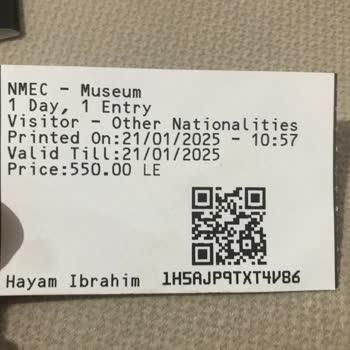 NMEC - Museum
1 Day, 1 Entry
Visitor - Other Nationalities
Printed On:21/01/2025 - 10:57
Valid Till:21/01/2025
Price:550.00 LE
Hayam Ibrahim 1H5AJP9TXT4V86